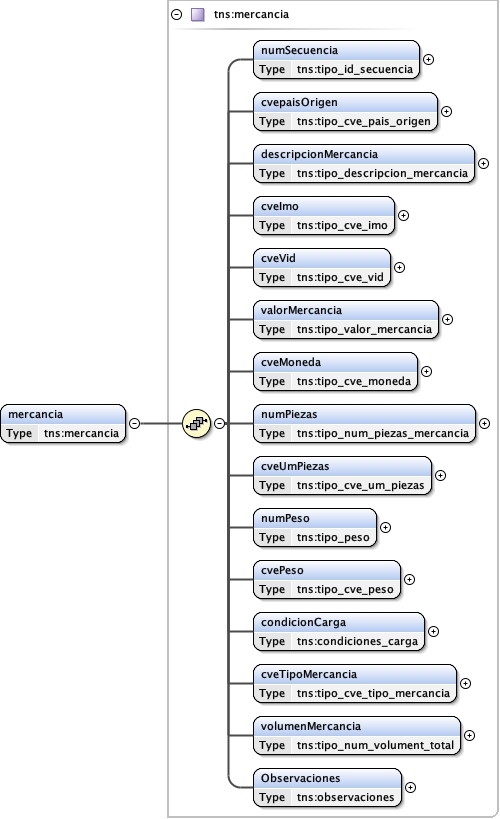 tns:mercancia
numSecuencia
Type tns:tipo_id_secuencia
cvepaisOrigen
Type tns:tipo_cve_pais_origen
descripcionMercancia
Type tns:tipo_descripcion_mercancia
cveImo
Type tns:tipo_cve_imo
cveVid
Type tns:tipo_cve_vid
valorMercancia
Type tns:tipo_valor_mercancia
cveMoneda
Type tns:tipo_cve_moneda
mercancia
Type tns:mercancia
numPiezas
Type tns:tipo_num_piezas_mercancia
cveUmPiezas
Type tns:tipo_cve_um_piezas
numPeso
Type tns:tipo_peso
cvePeso
Type tns:tipo_cve_peso
condicionCarga
Type tns:condiciones_carga
cveTipoMercancia
Type tns:tipo_cve_tipo_mercancia
volumenMercancia
Type tns:tipo_num_volument_total
Observaciones
Type tns:observaciones